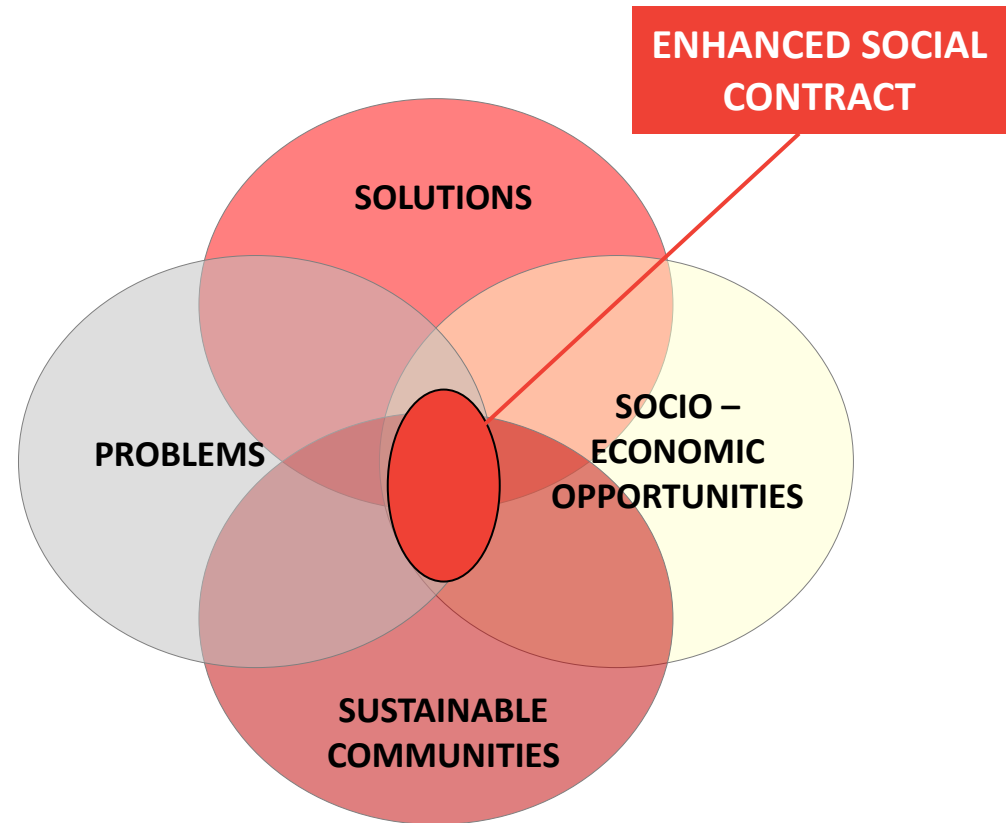 ENHANCED SOCIAL
CONTRACT
SOLUTIONS
PROBLEMS
SOCIO –
ECONOMIC
OPPORTUNITIES
SUSTAINABLE
COMMUNITIES